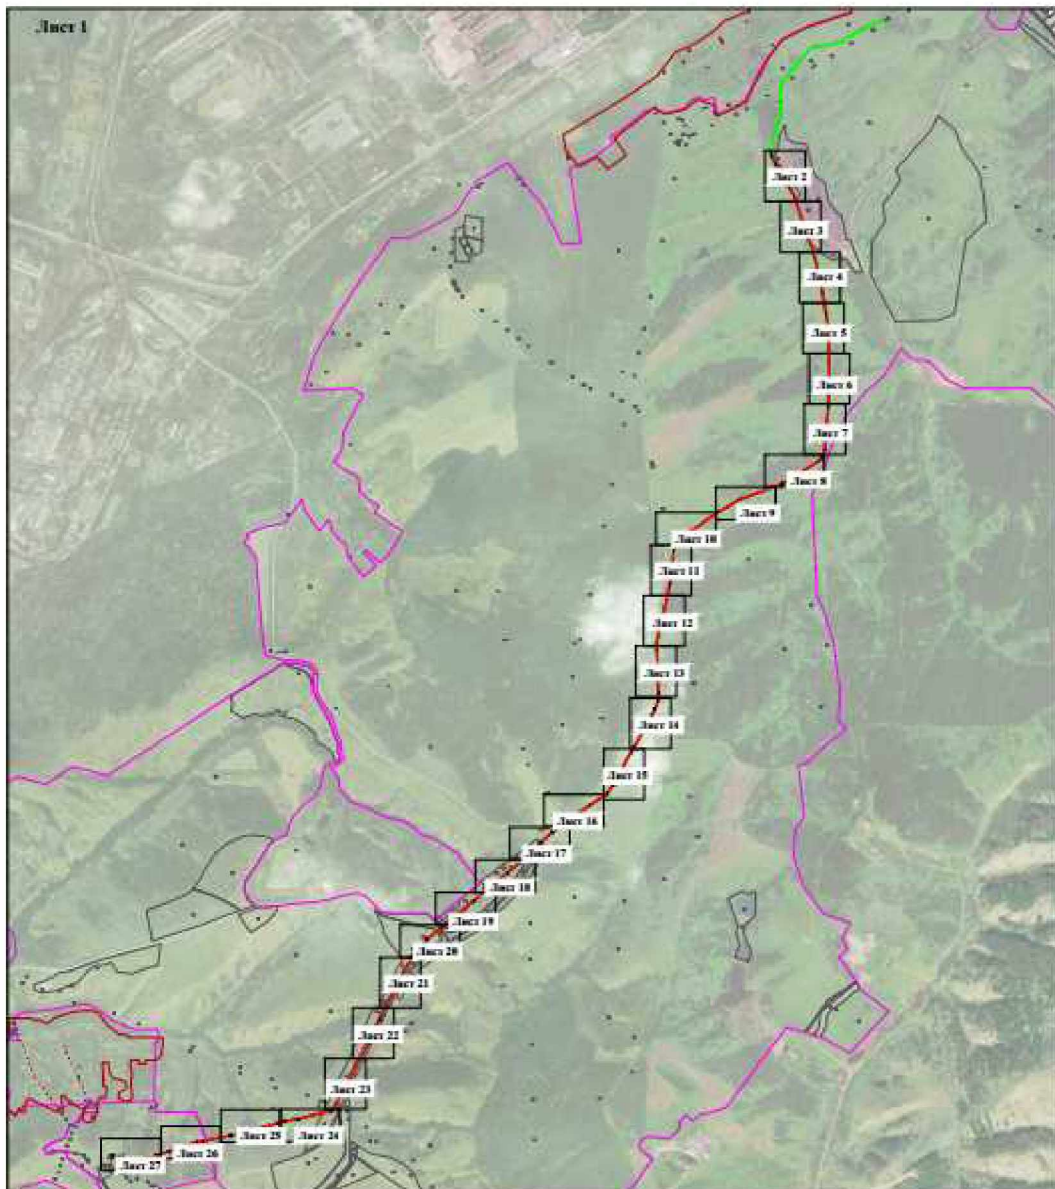 Лист 1
Лист 2
Лист 3
Лист 4
Лист 5
Лист 6
Лист 7
Лист 8
Лист 9
Лист 10
Лист 11
Лист 12
Лист 13
Лист 14
Лист 15
Лист 16
Лист 17
Лист 18
Лист 19
Лист 20
Лист 21
Лист 22
Лист 23
Лист 24
Лист 25
Лист 26
Лист 27